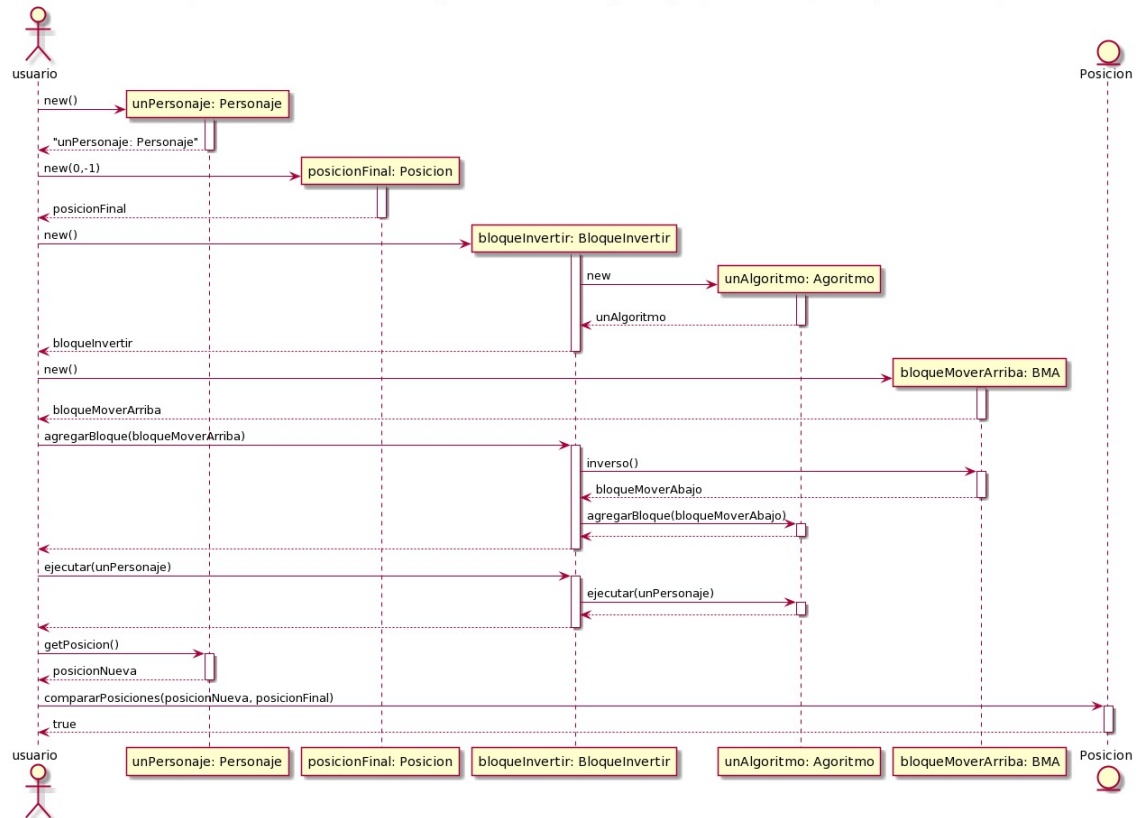 usuario
Posicion
new()
unPersonaje: Personaje
"unPersonaje: Personaje"
new(0,-1)
posicionFinal: Posicion
posicionFinal
new()
bloqueInvertir: BloqueInvertir
new
unAlgoritmo: Agoritmo
unAlgoritmo
bloqueInvertir
new()
bloqueMoverArriba: BMA
bloqueMoverArriba
agregarBloque(bloqueMoverArriba)
inverso()
bloqueMoverAbajo
agregarBloque(bloqueMoverAbajo)
ejecutar(unPersonaje)
ejecutar(unPersonaje)
getPosicion()
posicionNueva
compararPosiciones(posicionNueva, posicionFinal)
true
usuario
unPersonaje: Personaje
posicionFinal: Posicion
bloqueInvertir: BloqueInvertir
unAlgoritmo: Agoritmo
bloqueMoverArriba: BMA
Posicion